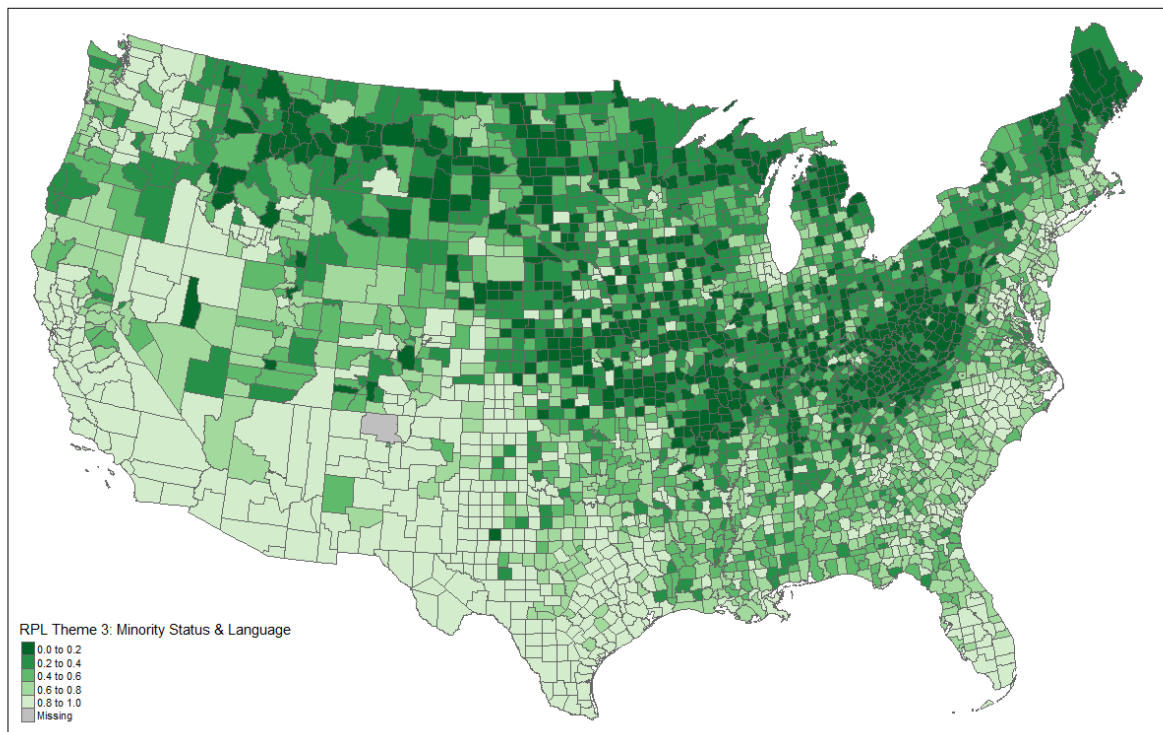 RPL Theme 3: Minority Status & Language
0.0 to 0.2
0.2 to 0.4
0.4 to 0.6
0.6 to 0.8
0.8 to 1.0
Missing